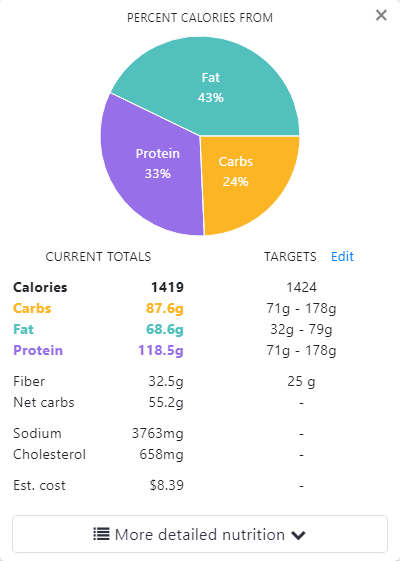 PERCENT CALORIES FROM ×
Fat
43%
Protein
33%
Carbs
24%
CURRENT TOTALS TARGETS Edit
Calories 1419 1424
Carbs 87.6g 71g - 178g
Fat 68.6g 32g - 79g
Protein 118.5g 71g - 178g
Fiber 32.5g 25 g
Net carbs 55.2g -
Sodium 3763mg -
Cholesterol 658mg -
Est. cost $8.39 -
More detailed nutrition